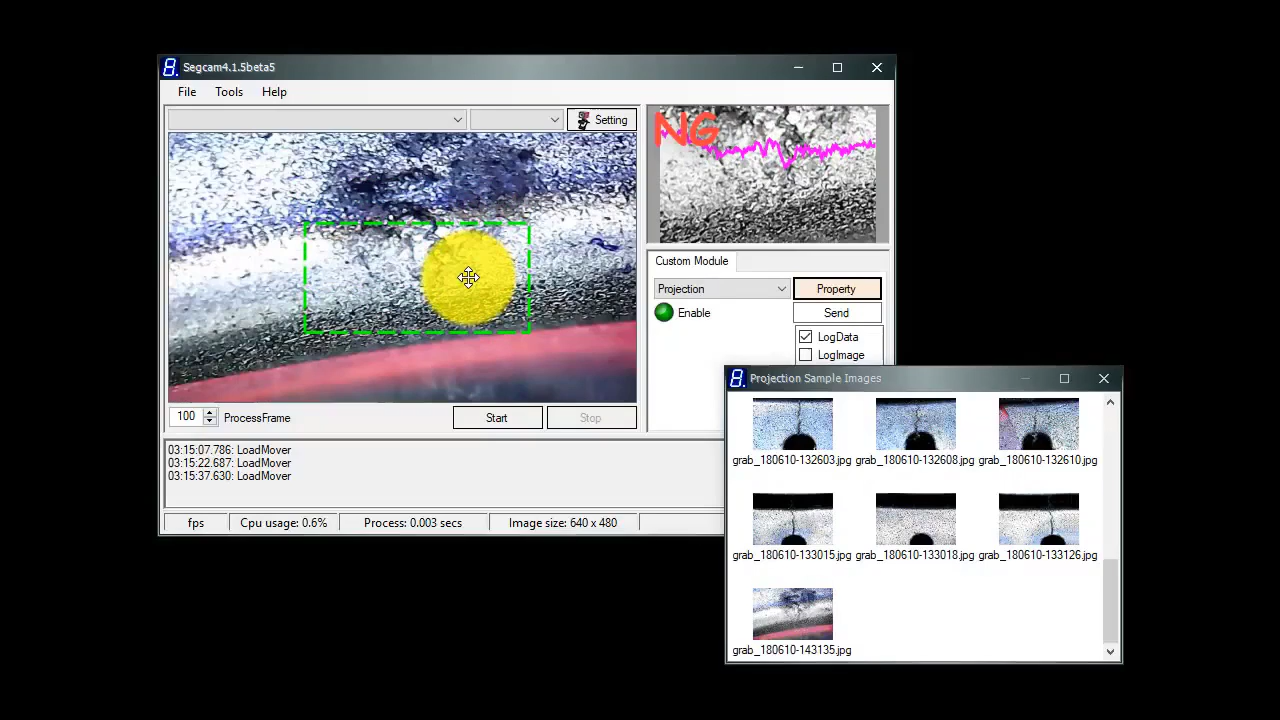 Segcam4.1.5beta5
File Tools Help
Setting
NG
Custom Module
Projection
Property
Enable
Send
LogData
LogImage
100
ProcessFrame
Start
Stop
03:15:07.786: LoadMover
03:15:22.687: LoadMover
03:15:37.630: LoadMover
fps
Cpu usage: 0.6%
Process: 0.003 secs
Image size: 640 x 480
Projection Sample Images
grab_180610-132603.jpg grab_180610-132608.jpg grab_180610-132610.jpg
grab_180610-133015.jpg grab_180610-133018.jpg grab_180610-133126.jpg
grab_180610-143135.jpg